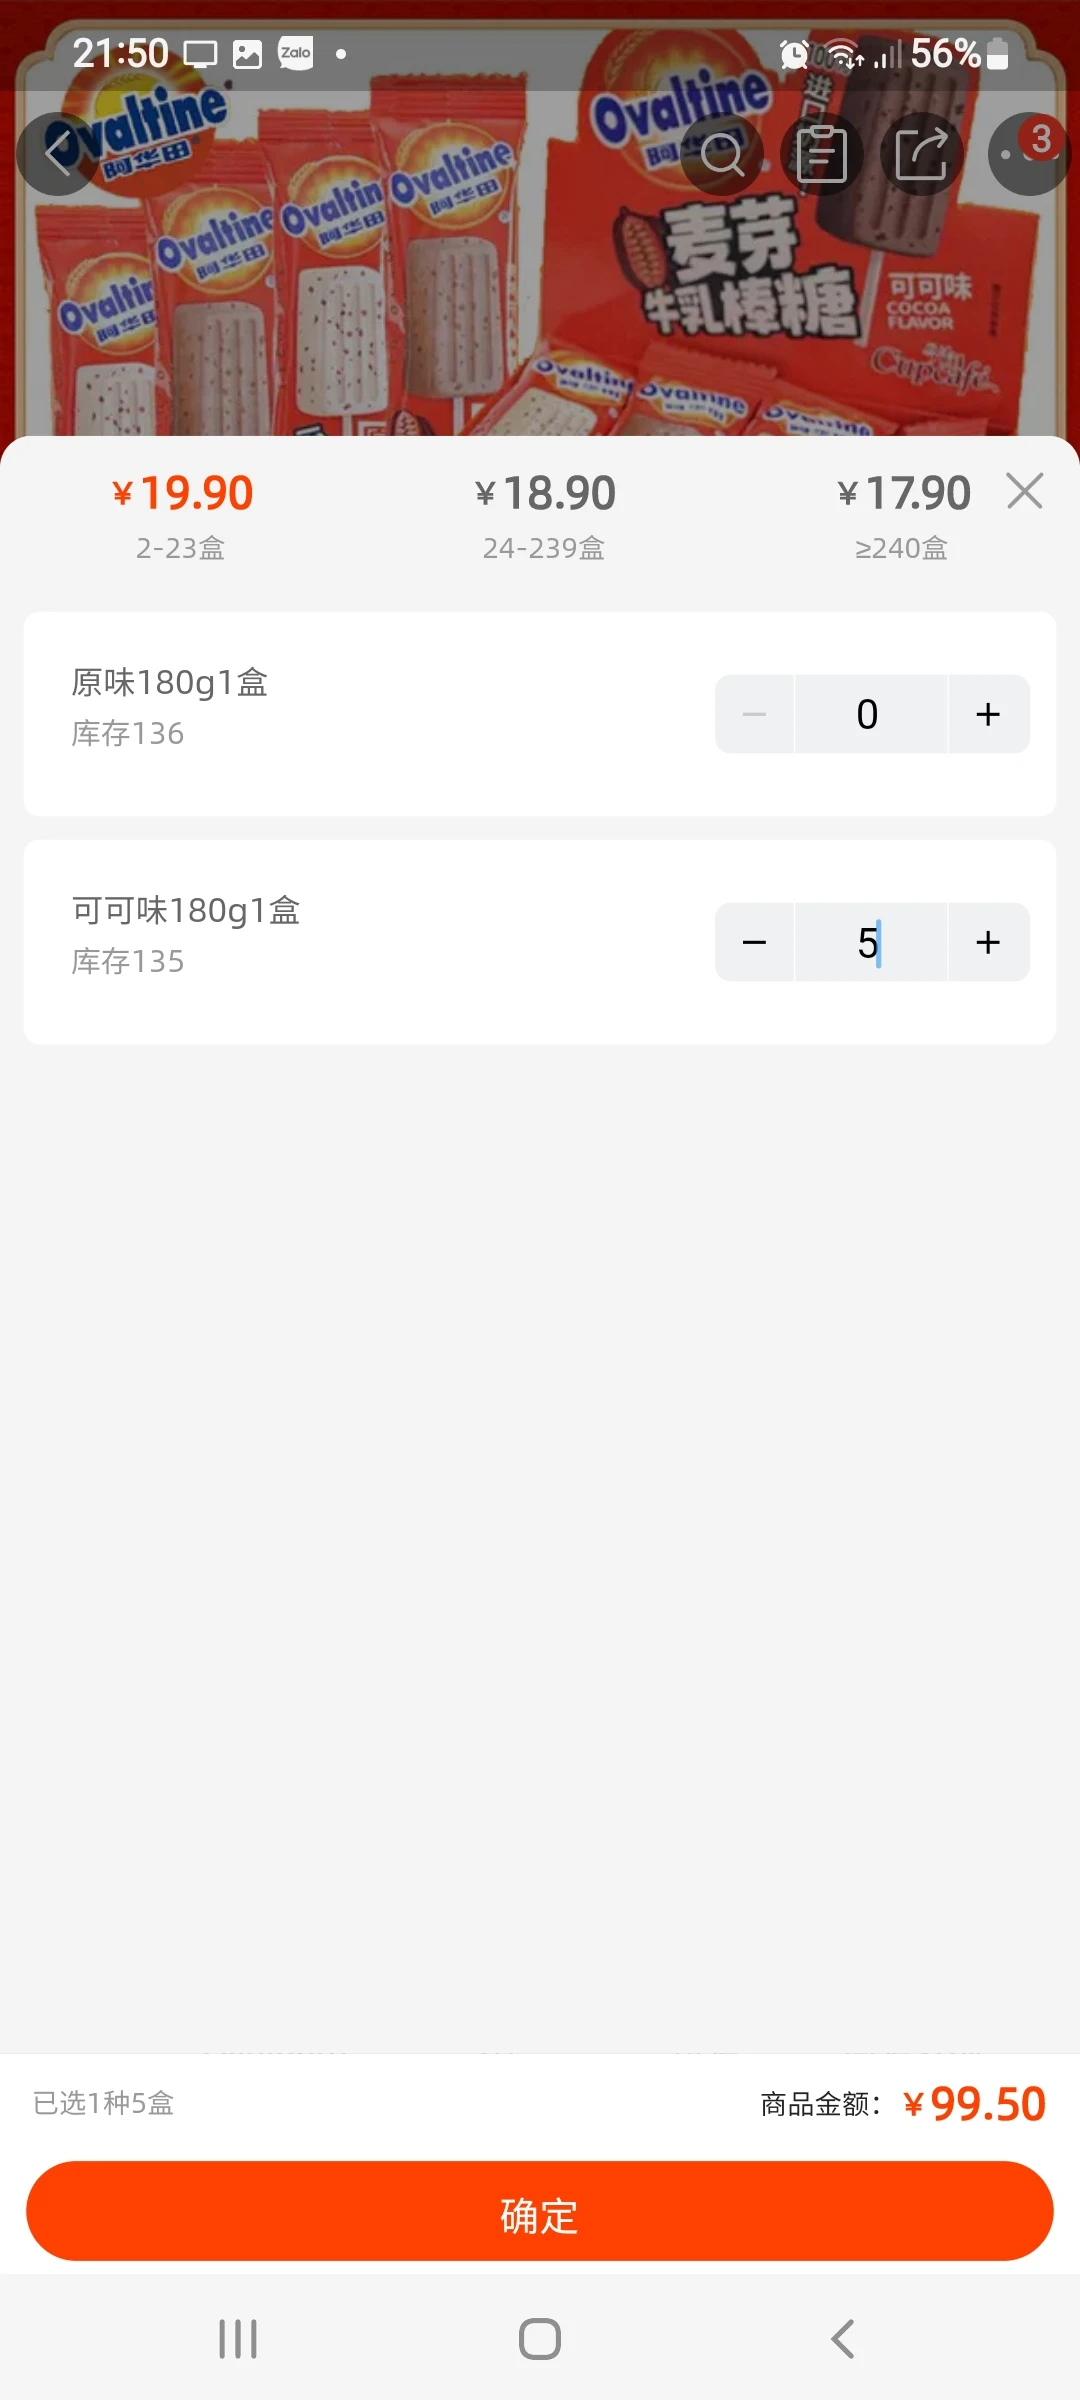 21:50
Zalo
56%
3
Ovaltine
阿华田
Ovaltine
阿华田
Ovaltine
阿华田
Ovaltine
阿华田
Ovaltine
阿华田
100%进口
麦芽
牛乳棒糖
可可味
COCOA
FLAVOR
CupCafé
Ovaltine
Ovaltine
Ovaltine
¥19.90
2-23盒
¥18.90
24-239盒
¥17.90
≥240盒
原味180g1盒
库存136
0
可可味180g1盒
库存135
5
已选1种5盒
商品金额：¥99.50
确定